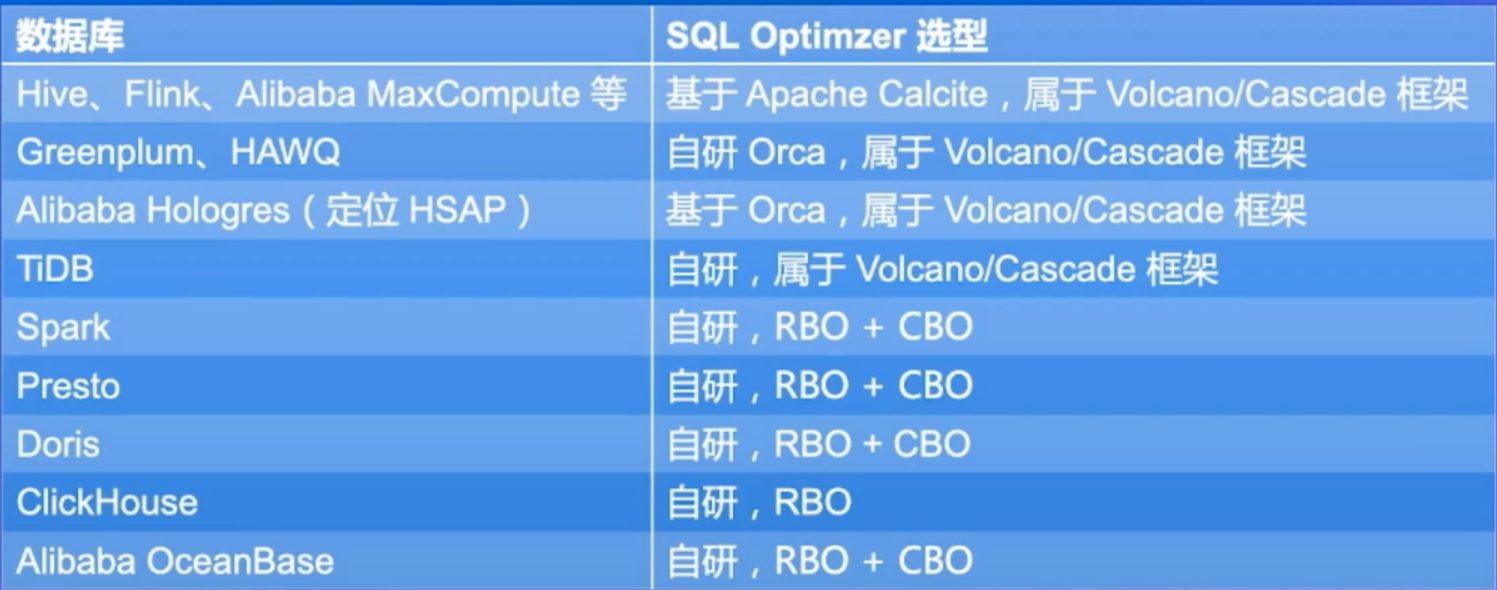 数据库 SQL Optimzer 选型
Hive、Flink、Alibaba MaxCompute 等 基于 Apache Calcite，属于 Volcano/Cascade 框架
Greenplum、HAWQ 自研 Orca，属于 Volcano/Cascade 框架
Alibaba Hologres（定位 HSAP） 基于 Orca，属于 Volcano/Cascade 框架
TiDB 自研，属于 Volcano/Cascade 框架
Spark 自研，RBO + CBO
Presto 自研，RBO + CBO
Doris 自研，RBO + CBO
ClickHouse 自研，RBO
Alibaba OceanBase 自研，RBO + CBO